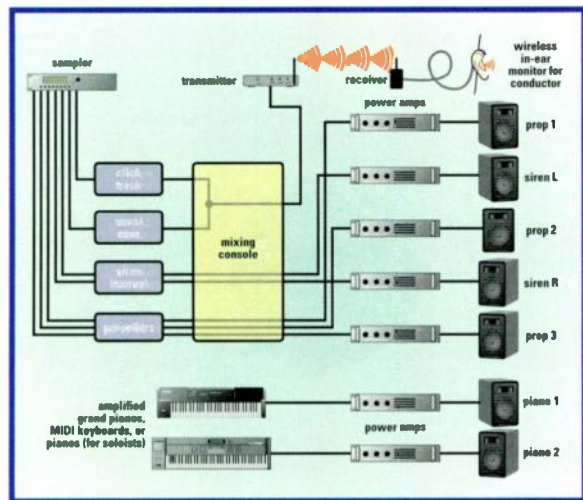 sampler
transmitter
receiver
wireless
in-ear
monitor for
conductor
power amps
prop 1
siren L
click
track
mixing
console
prop 2
siren R
prop 3
amplified
grand pianos,
MIDI keyboards, or
pianos (for soloists)
piano 1
power amps
piano 2